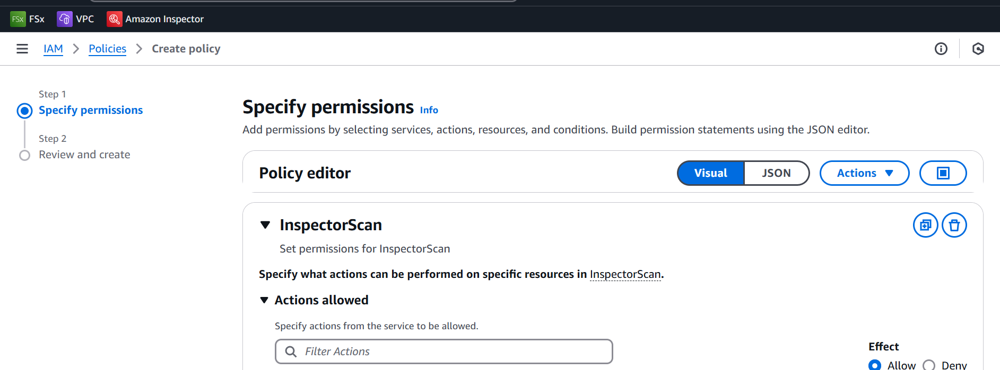 FSx FSx VPC Amazon Inspector
IAM Policies Create policy
Step 1
Specify permissions
Step 2
Review and create
Specify permissions Info
Add permissions by selecting services, actions, resources, and conditions. Build permission statements using the JSON editor.
Policy editor Visual JSON Actions
InspectorScan
Set permissions for InspectorScan
Specify what actions can be performed on specific resources in InspectorScan.
Actions allowed
Specify actions from the service to be allowed.
Filter Actions
Effect
Allow Deny